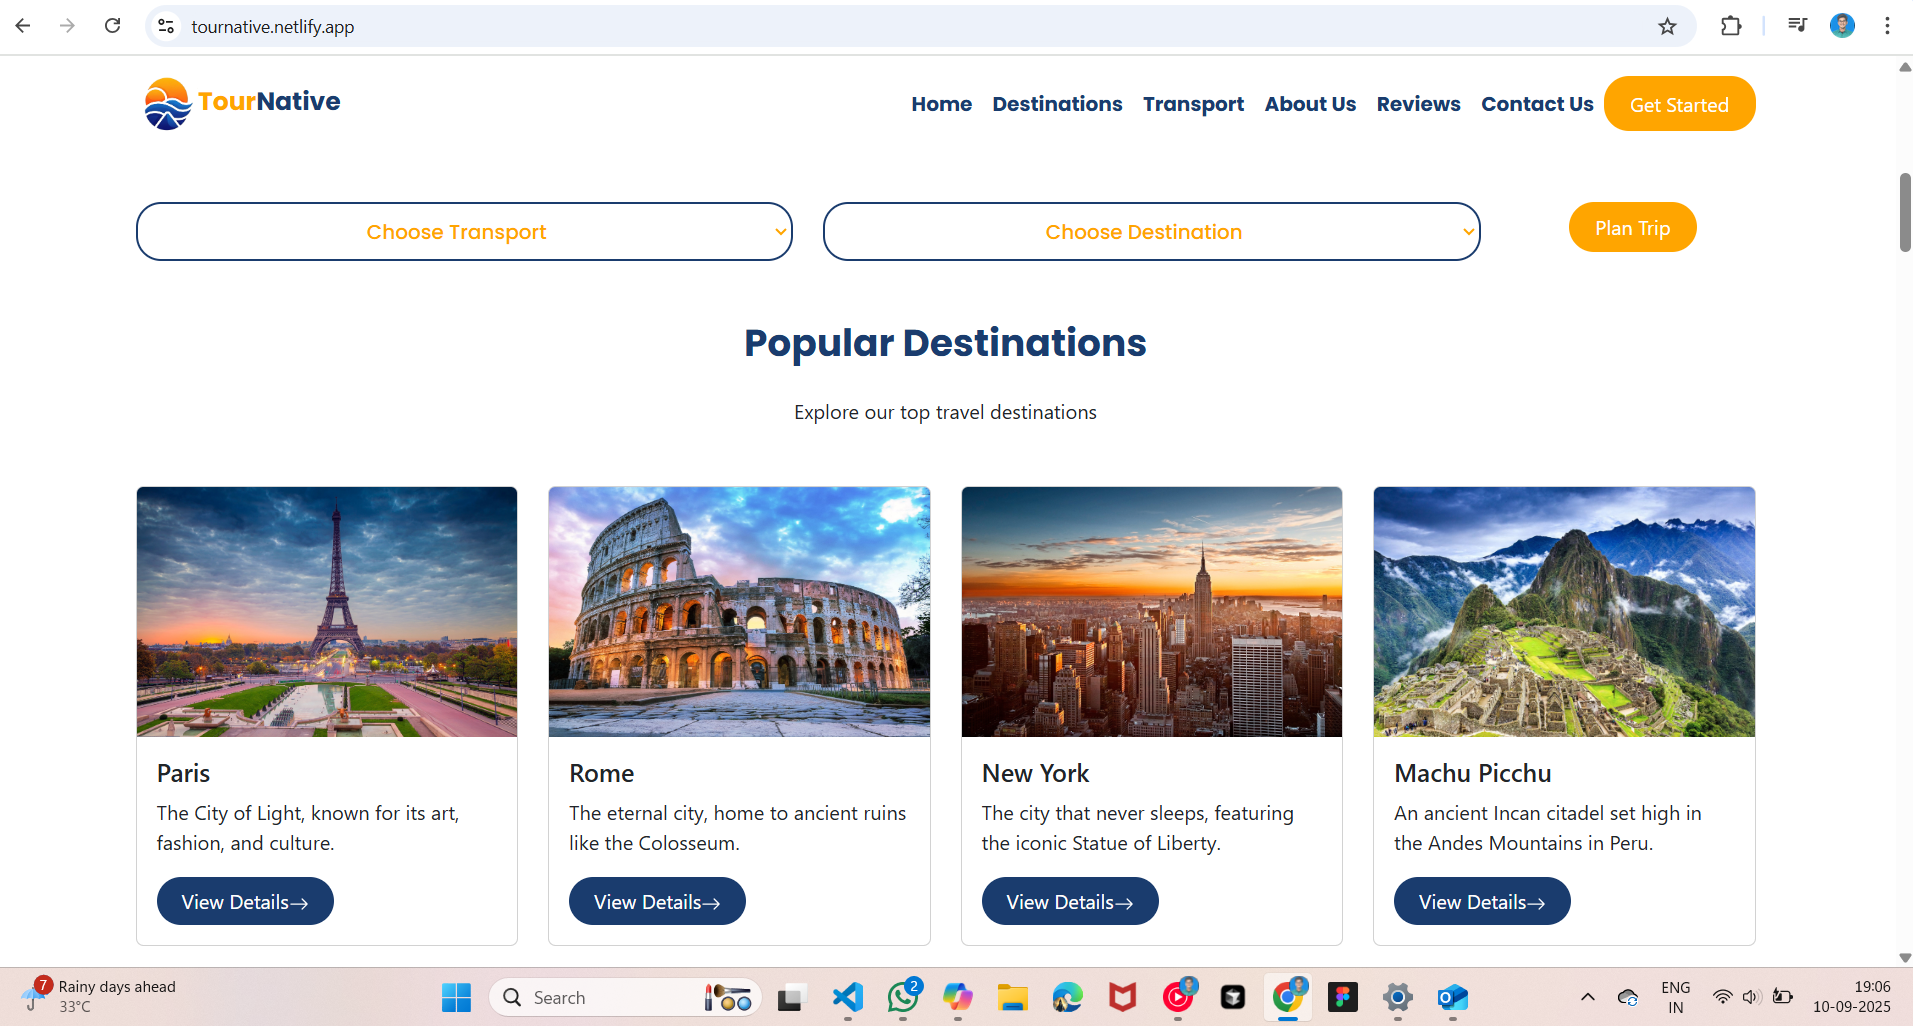 tournative.netlify.app
TourNative
Home Destinations Transport About Us Reviews Contact Us Get Started
Choose Transport Choose Destination Plan Trip
Popular Destinations
Explore our top travel destinations
Paris
The City of Light, known for its art,
fashion, and culture.
View Details→
Rome
The eternal city, home to ancient ruins
like the Colosseum.
View Details→
New York
The city that never sleeps, featuring
the iconic Statue of Liberty.
View Details→
Machu Picchu
An ancient Incan citadel set high in
the Andes Mountains in Peru.
View Details→
7
Rainy days ahead
33°C
Search
2
ENG
IN
19:06
10-09-2025